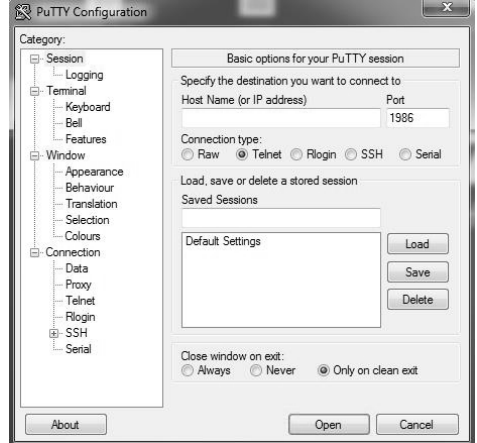 PuTTY Configuration
Category:
Session
Logging
Terminal
Keyboard
Bell
Features
Window
Appearance
Behaviour
Translation
Selection
Colours
Connection
Data
Proxy
Telnet
Rlogin
SSH
Serial
Basic options for your PuTTY session
Specify the destination you want to connect to
Host Name (or IP address) Port
1986
Connection type:
Raw Telnet Rlogin SSH Serial
Load, save or delete a stored session
Saved Sessions
Default Settings
Load
Save
Delete
Close window on exit:
Always Never Only on clean exit
About Open Cancel